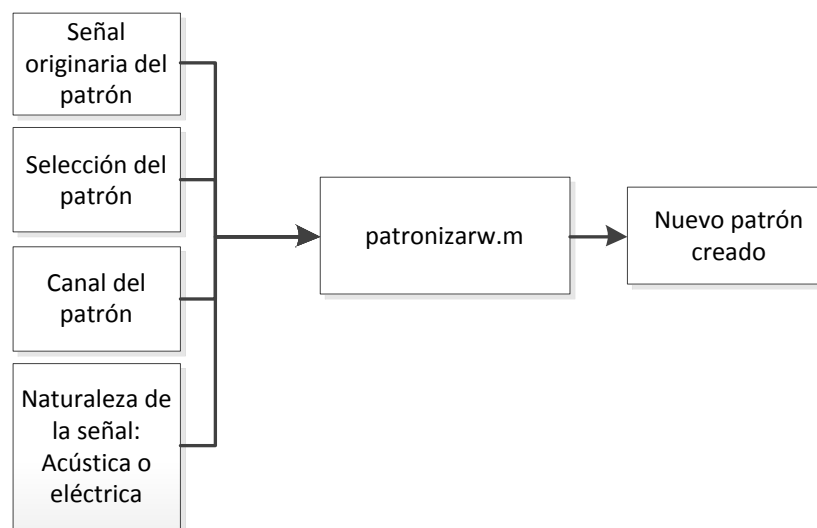 Señal
originaria del
patrón
Selección del
patrón
Canal del
patrón
Naturaleza de
la señal:
Acústica o
eléctrica
patronizarw.m
Nuevo patrón
creado